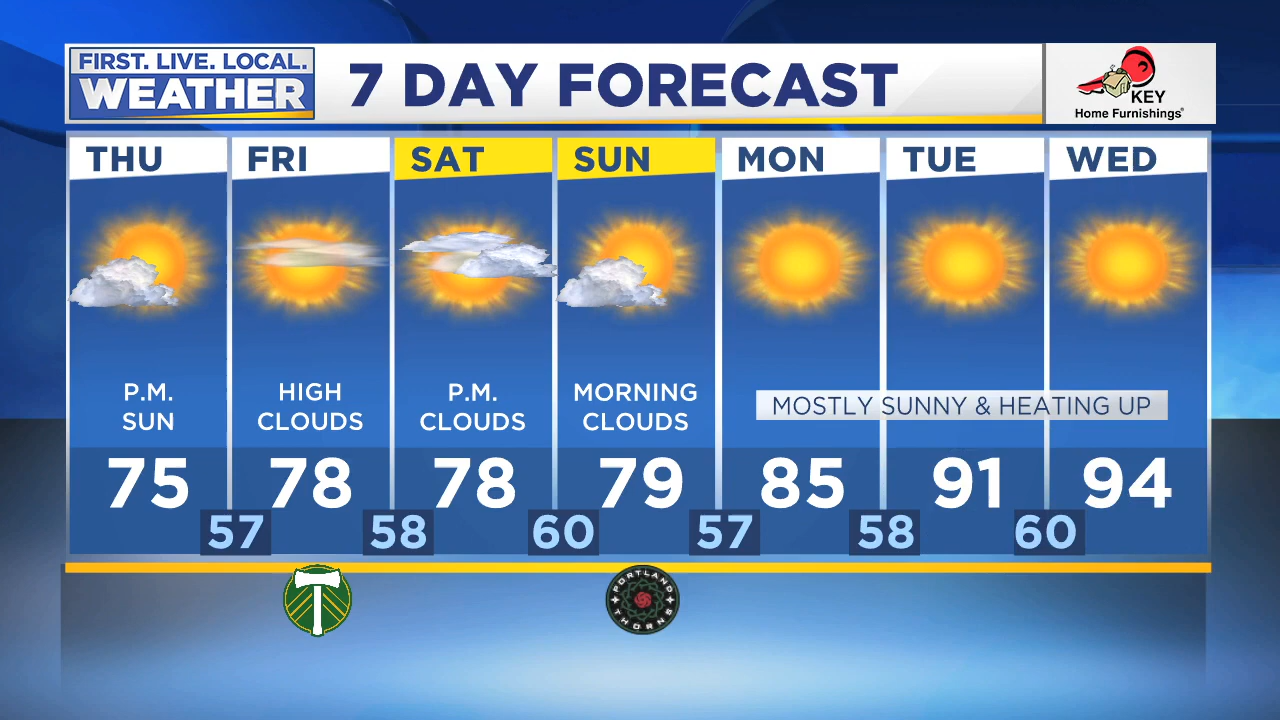 FIRST. LIVE. LOCAL.
WEATHER
7 DAY FORECAST
KEY
Home Furnishings®
THU
FRI
SAT
SUN
MON
TUE
WED
P.M.
SUN
HIGH
CLOUDS
P.M.
CLOUDS
MORNING
CLOUDS
MOSTLY SUNNY & HEATING UP
75
78
78
79
85
91
94
57
58
60
57
58
60
PORTLAND
THORNS